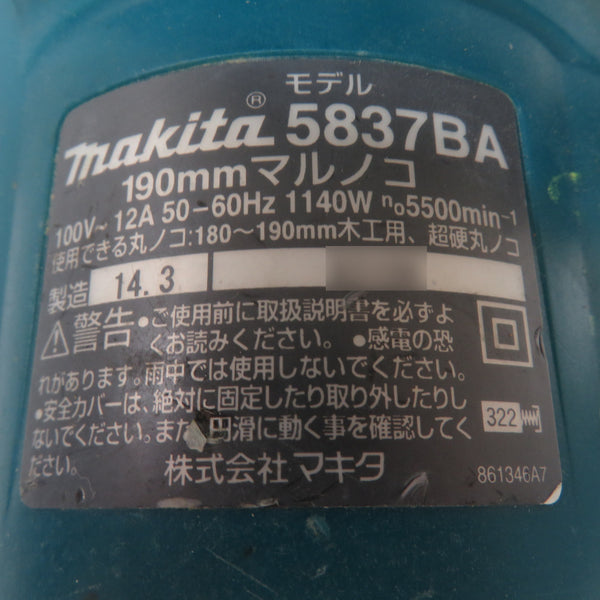 モデル
makita® 5837BA
190mmマルノコ
100V～12A 50-60Hz 1140W n₀5500min⁻¹
使用できる丸ノコ:180～190mm木工用、超硬丸ノコ
製造 14.3
⚠警告 ●ご使用前に取扱説明書を必ずよ
くお読みください。 ●感電の恐
れがあります。雨中では使用しないでください。
●安全カバーは、絶対に固定したり取り外したりし
ないでください。また、円滑に動く事を確認してく
ださい。
322
株式会社マキタ
861346A7